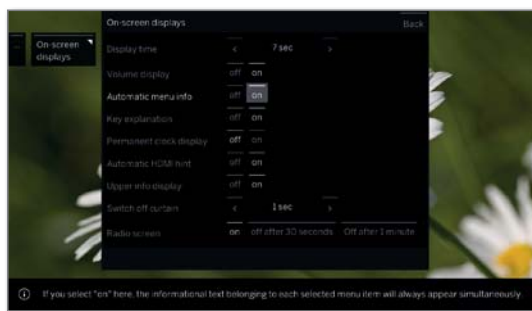 On-screen displays Back
On-screen
displays
Display time < 7 sec >
Volume display off on
Automatic menu info off on
Key explanation off on
Permanent clock display off on
Automatic HDMI hint off on
Upper info display off on
Switch off curtain < 1 sec >
Radio screen on off after 30 seconds Off after 1 minute
If you select "on" here, the informational text belonging to each selected menu item will always appear simultaneously.